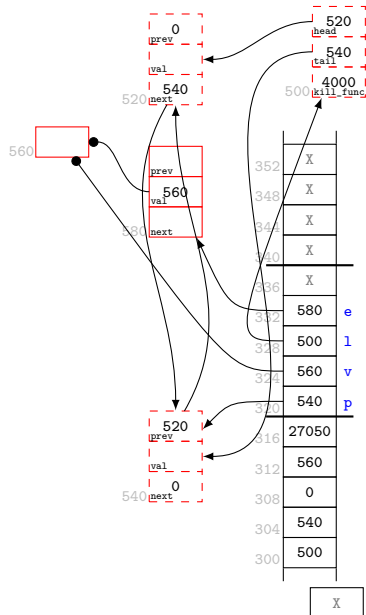 0
prev
val
540
520 next
520
head
540
tail
4000
500 kill_func
560
560
val
580 next
352 X
348 X
344 X
340 X
336 X
332 580 e
328 500 l
324 560 v
320 540 p
316 27050
312 560
308 0
304 540
300 500
520
prev
val
0
540 next
X